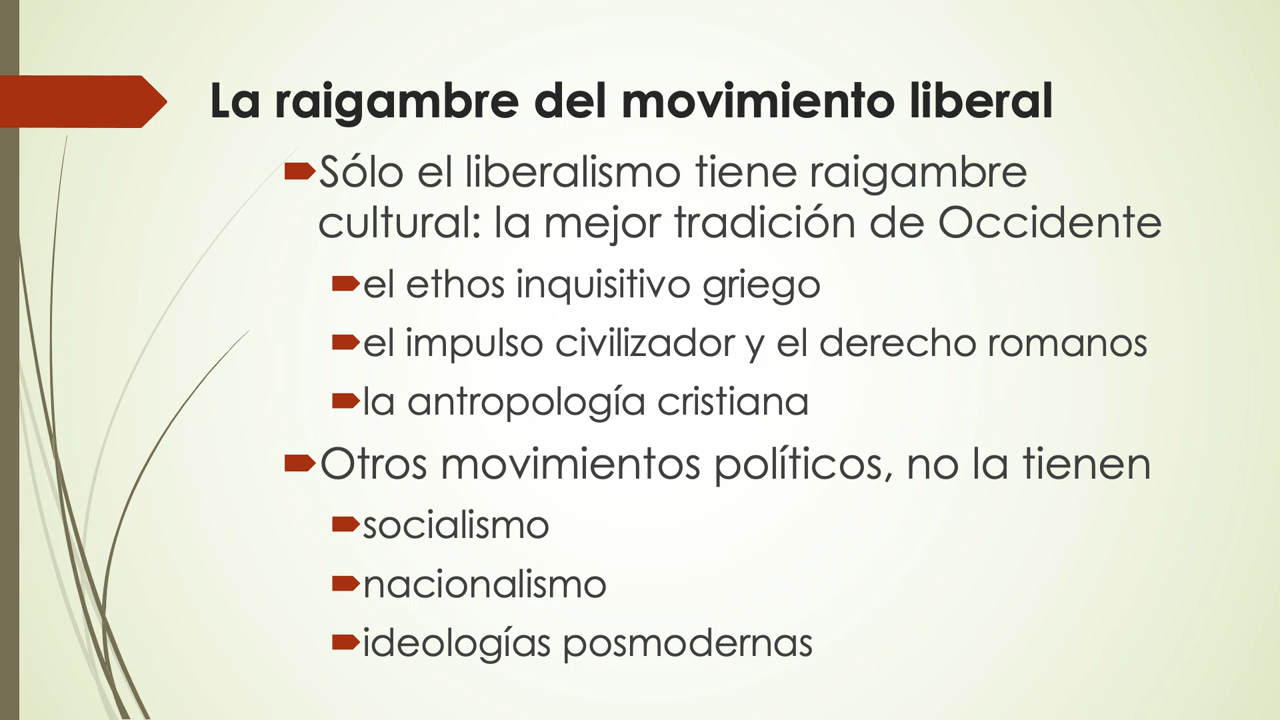 La raigambre del movimiento liberal
Sólo el liberalismo tiene raigambre
cultural: la mejor tradición de Occidente
el ethos inquisitivo griego
el impulso civilizador y el derecho romanos
la antropología cristiana
Otros movimientos políticos, no la tienen
socialismo
nacionalismo
ideologías posmodernas